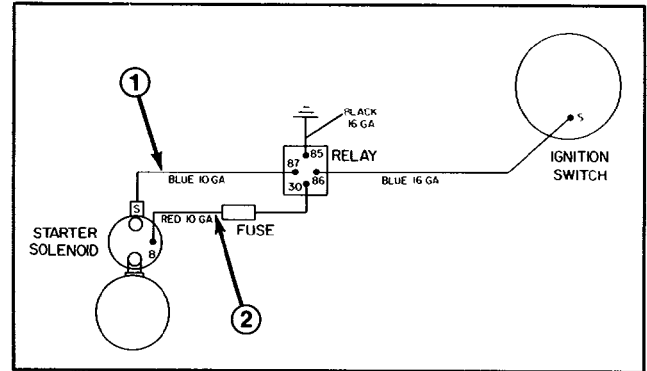 1
BLACK
16 GA
S
85
RELAY
87
86
30
BLUE 10 GA
BLUE 16 GA
IGNITION
SWITCH
S
RED 10 GA
FUSE
STARTER
SOLENOID
B
2